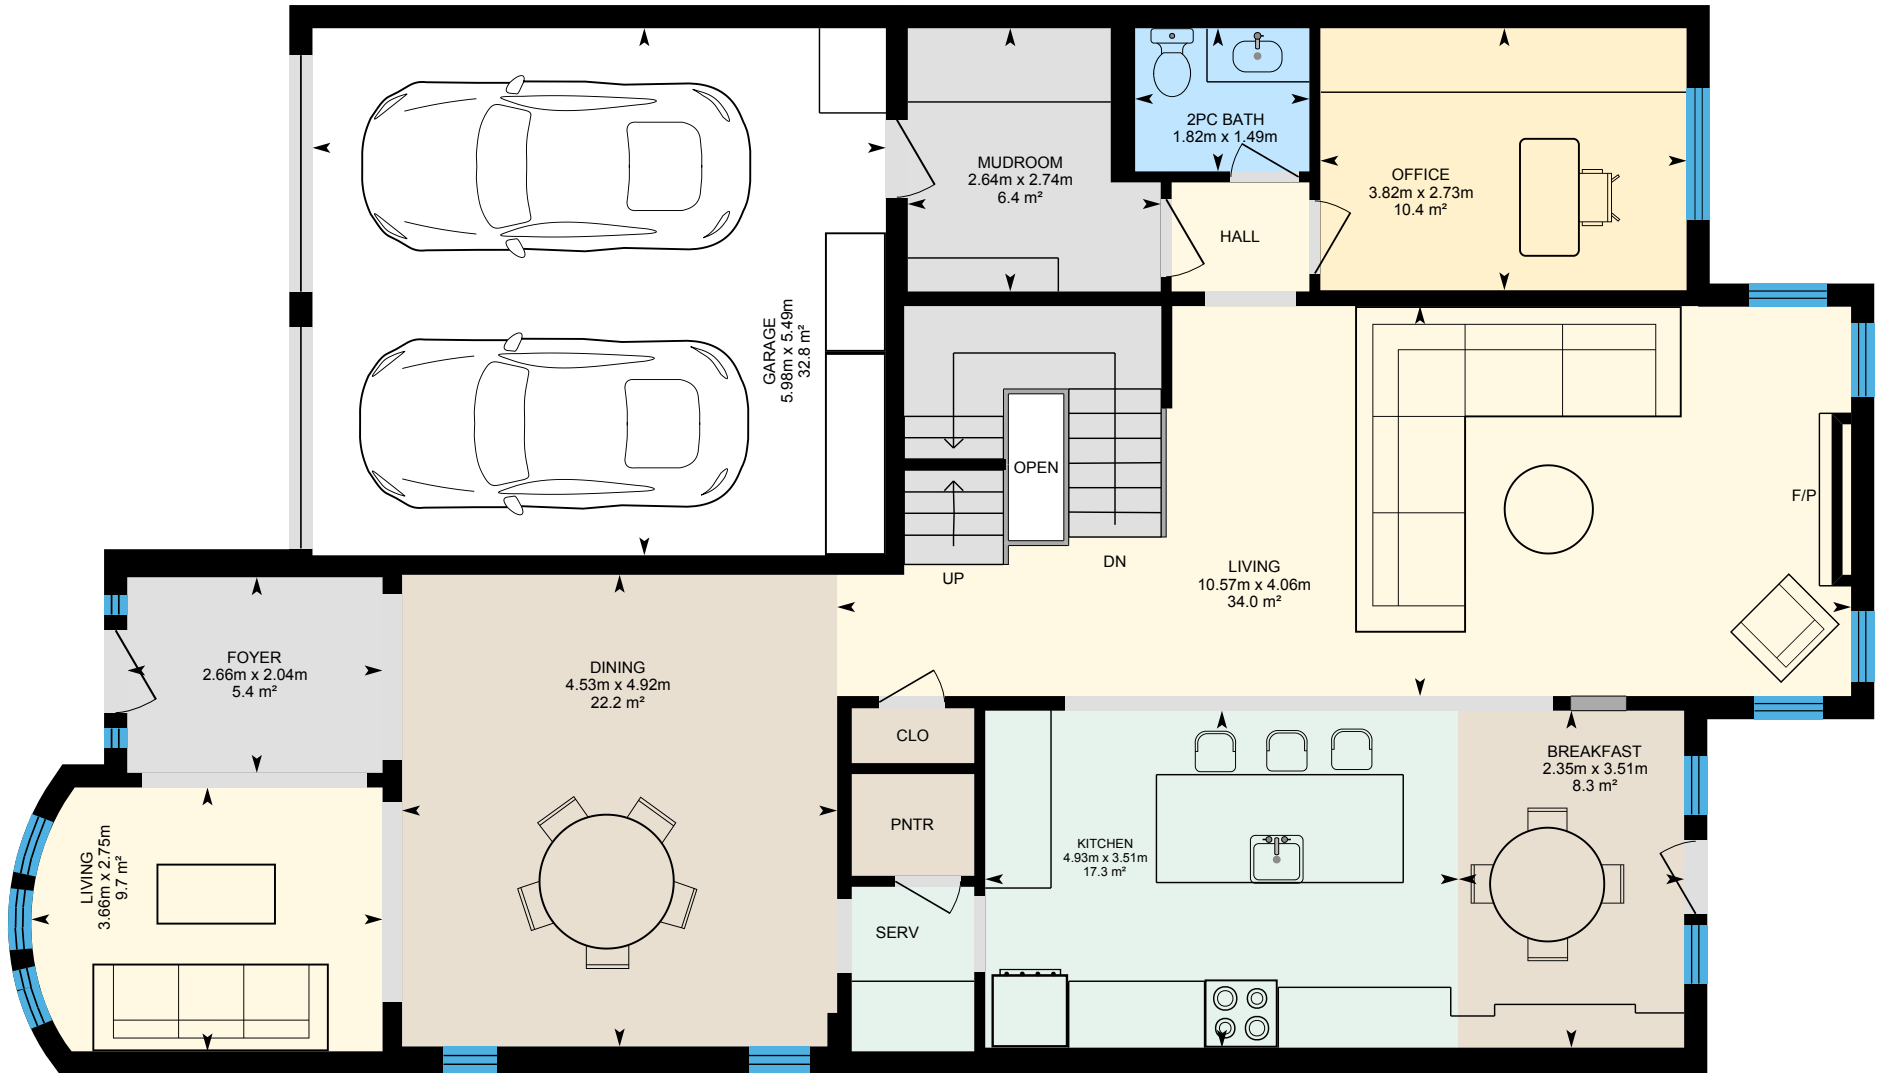 2PC BATH
1.82m x 1.49m
MUDROOM
2.64m x 2.74m
6.4 m²
OFFICE
3.82m x 2.73m
10.4 m²
HALL
GARAGE
5.98m x 5.49m
32.8 m²
OPEN
F/P
UP
DN
LIVING
10.57m x 4.06m
34.0 m²
FOYER
2.66m x 2.04m
5.4 m²
DINING
4.53m x 4.92m
22.2 m²
CLO
BREAKFAST
2.35m x 3.51m
8.3 m²
PNTR
KITCHEN
4.93m x 3.51m
17.3 m²
LIVING
3.66m x 2.75m
9.7 m²
SERV